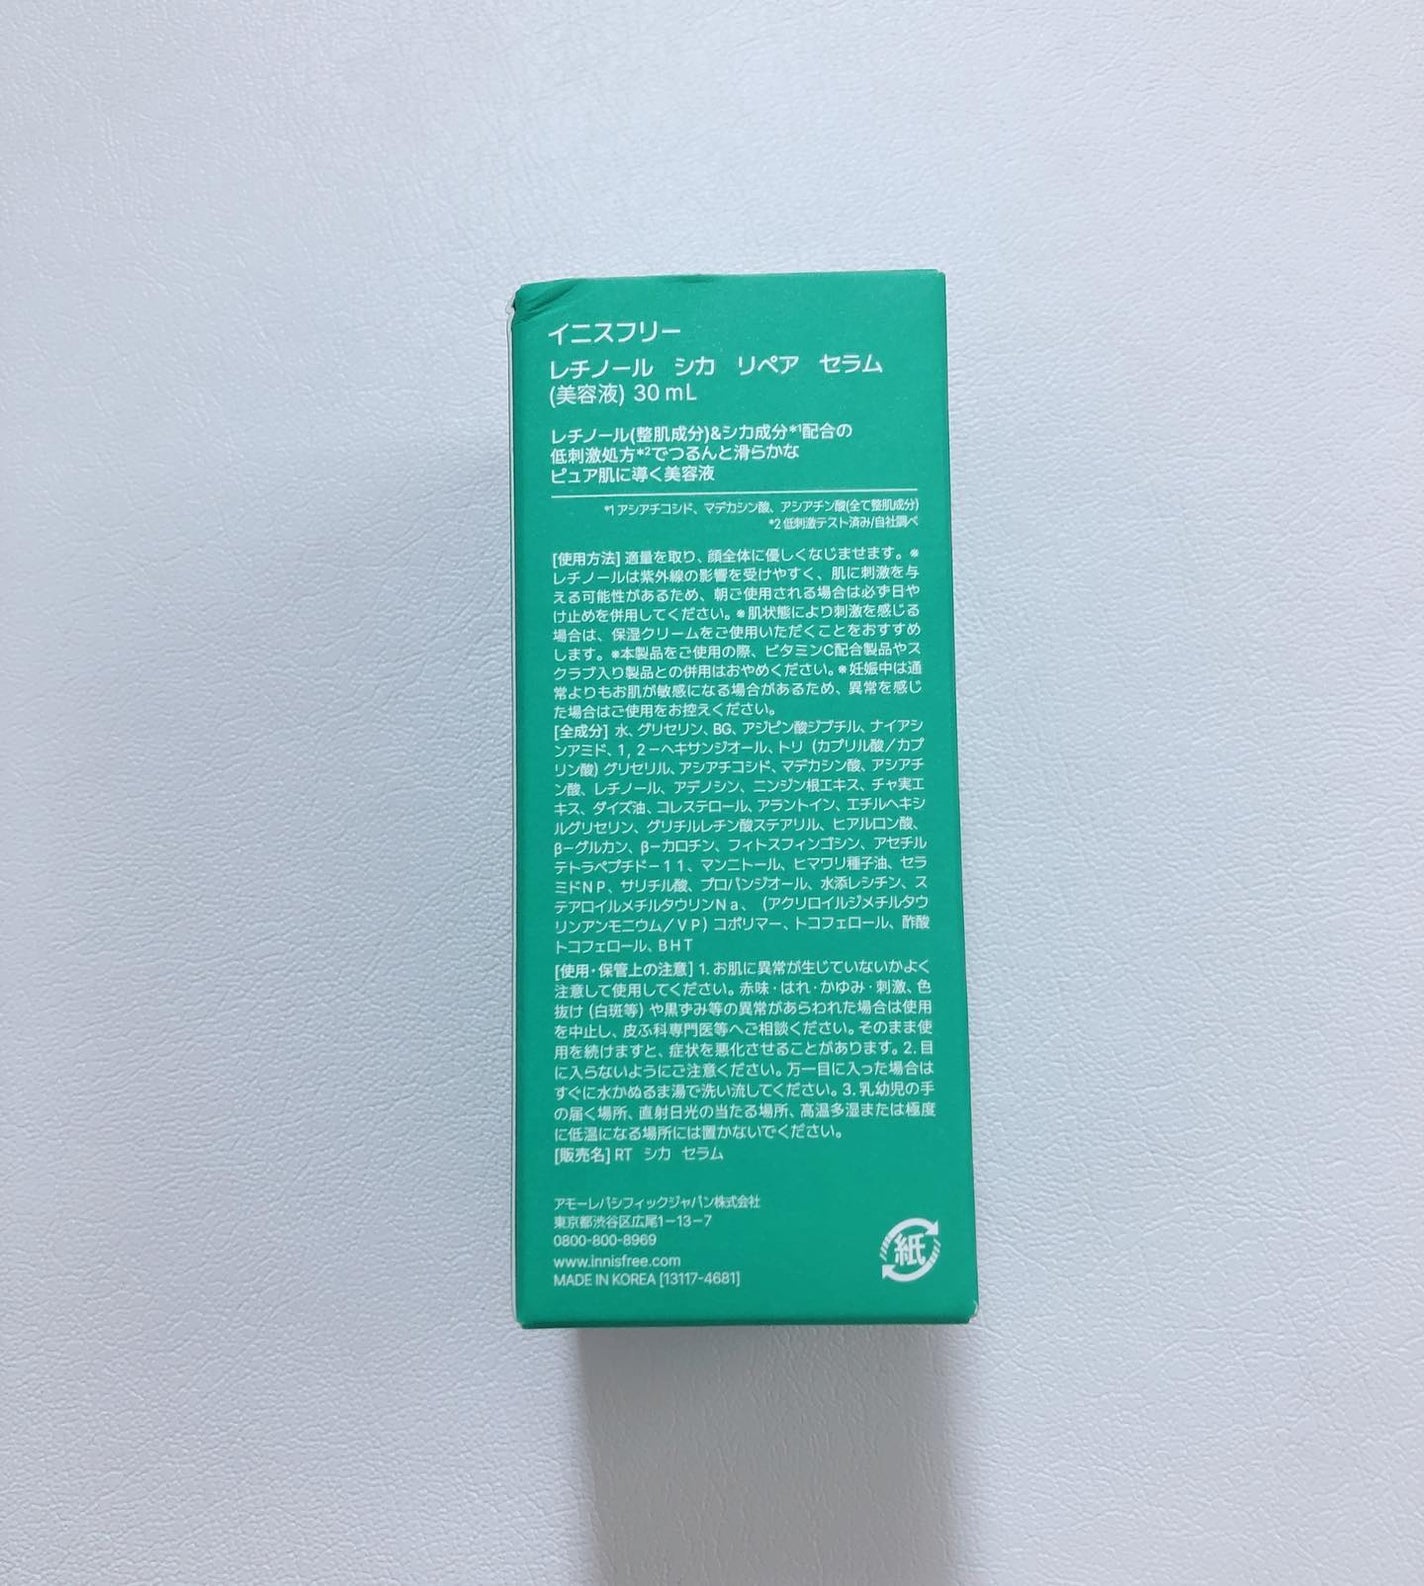 イニスフリー
レチノール　シカ　リペア　セラム
(美容液) 30 mL
レチノール(整肌成分)&シカ成分*1配合の
低刺激処方*2でつるんと滑らかな
ピュア肌に導く美容液
*1 アシアチコシド、マデカシン酸、アシアチン酸(全て整肌成分)
*2 低刺激テスト済み/自社調べ
[使用方法] 適量を取り、顔全体に優しくなじませます。※
レチノールは紫外線の影響を受けやすく、肌に刺激を与
える可能性があるため、朝ご使用される場合は必ず日や
け止めを併用してください。※肌状態により刺激を感じる
場合は、保湿クリームをご使用いただくことをおすすめ
します。※本製品をご使用の際、ビタミンC配合製品やス
クラブ入り製品との併用はおやめください。※妊娠中は通
常よりもお肌が敏感になる場合があるため、異常を感じ
た場合はご使用をお控えください。
[全成分] 水、グリセリン、BG、アジピン酸ジブチル、ナイアシ
ンアミド、1, 2－ヘキサンジオール、トリ (カプリル酸／カプ
リン酸) グリセリル、アシアチコシド、マデカシン酸、アシアチ
ン酸、レチノール、アデノシン、ニンジン根エキス、チャ実エ
キス、ダイズ油、コレステロール、アラントイン、エチルヘキシ
ルグリセリン、グリチルレチン酸ステアリル、ヒアルロン酸、
β－グルカン、β－カロチン、フィトスフィンゴシン、アセチル
テトラペプチド－１１、マンニトール、ヒマワリ種子油、セラ
ミドＮＰ、サリチル酸、プロパンジオール、水添レシチン、ス
テアロイルメチルタウリンＮａ、（アクリロイルジメチルタウ
リンアンモニウム／ＶＰ）コポリマー、トコフェロール、酢酸
トコフェロール、ＢＨＴ
[使用・保管上の注意] 1. お肌に異常が生じていないかよく
注意して使用してください。赤味・はれ・かゆみ・刺激、色
抜け (白斑等) や黒ずみ等の異常があらわれた場合は使用
を中止し、皮ふ科専門医等へご相談ください。そのまま使
用を続けますと、症状を悪化させることがあります。2. 目
に入らないようにご注意ください。万一目に入った場合は
すぐに水かぬるま湯で洗い流してください。3. 乳幼児の手
の届く場所、直射日光の当たる場所、高温多湿または極度
に低温になる場所には置かないでください。
[販売名] RT　シカ　セラム
アモーレパシフィックジャパン株式会社
東京都渋谷区広尾1－13－7
0800-800-8969
www.innisfree.com
MADE IN KOREA [13117-4681]
紙